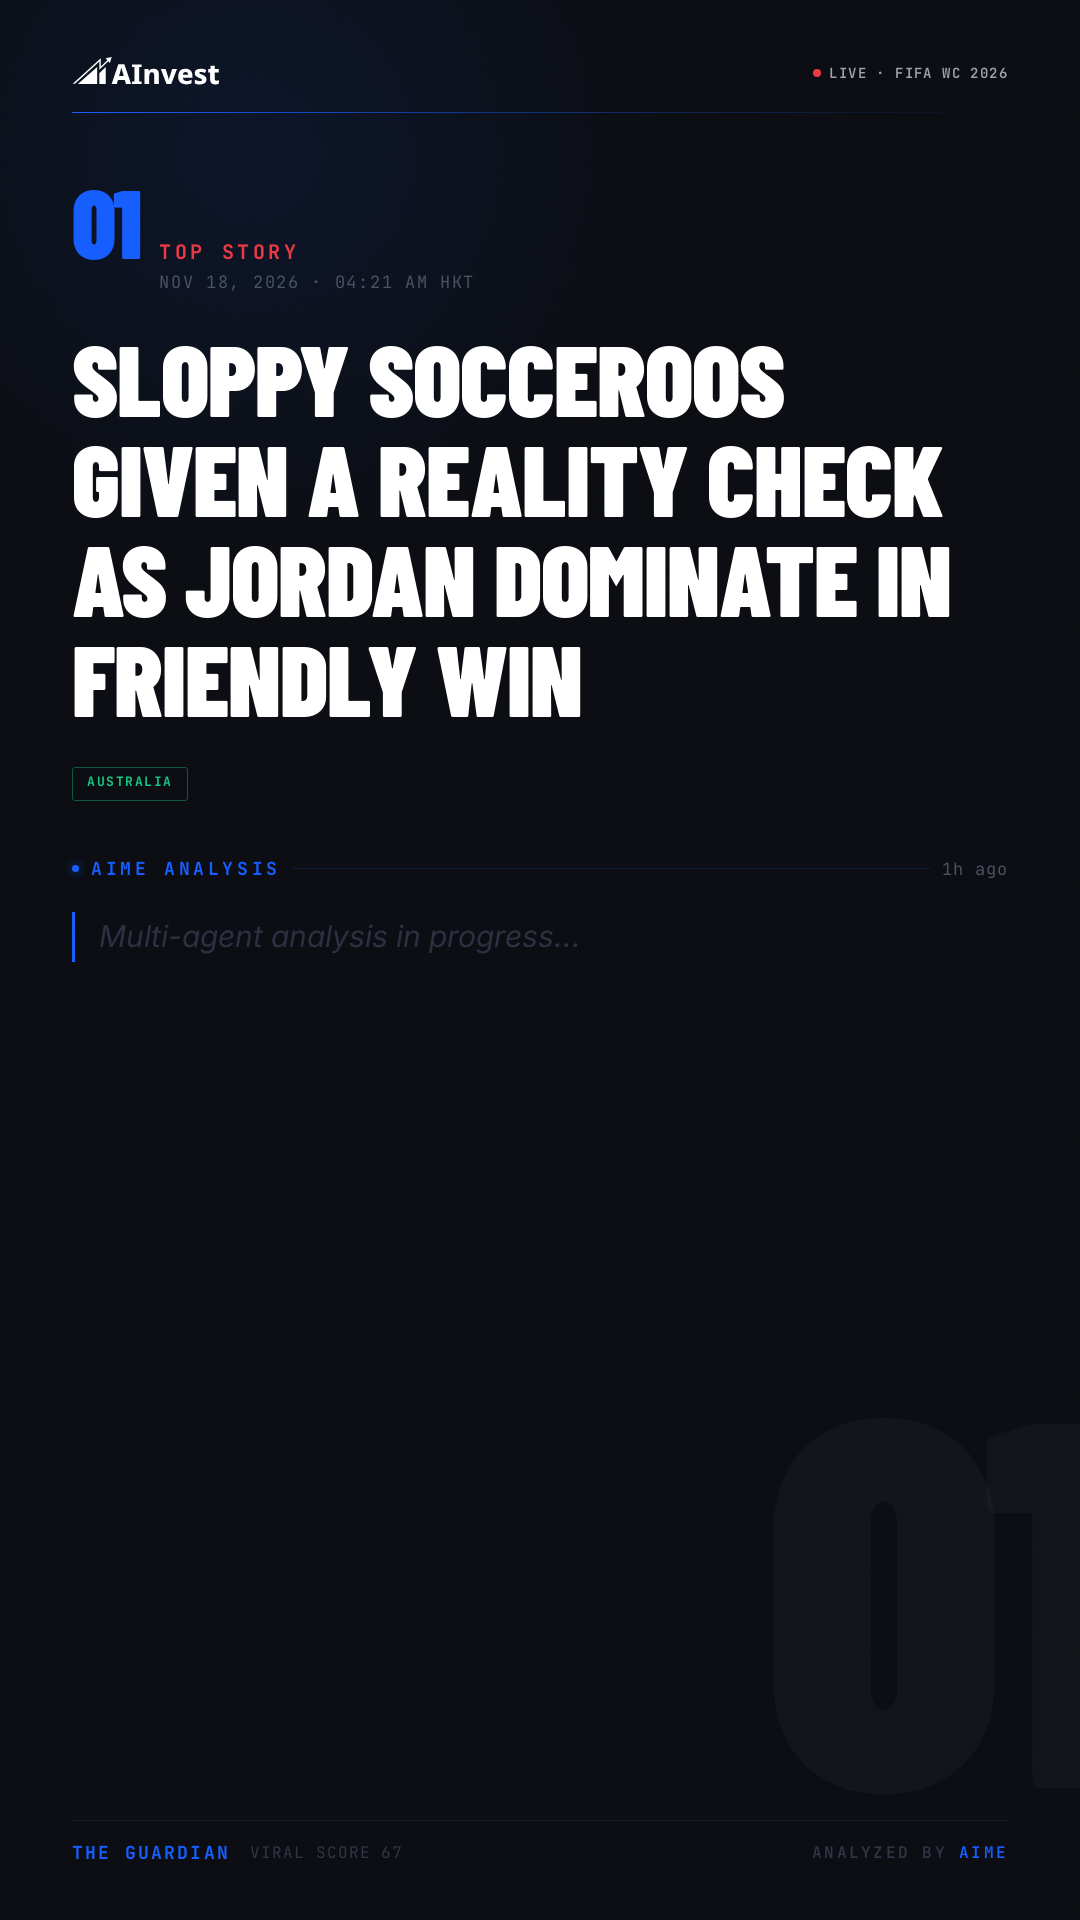 AInvest
LIVE · FIFA WC 2026
01
TOP STORY
NOV 18, 2026 · 04:21 AM HKT
SLOPPY SOCCEROOS
GIVEN A REALITY CHECK
AS JORDAN DOMINATE IN
FRIENDLY WIN
AUSTRALIA
AIME ANALYSIS
1h ago
Multi-agent analysis in progress...
01
THE GUARDIAN VIRAL SCORE 67
ANALYZED BY AIME